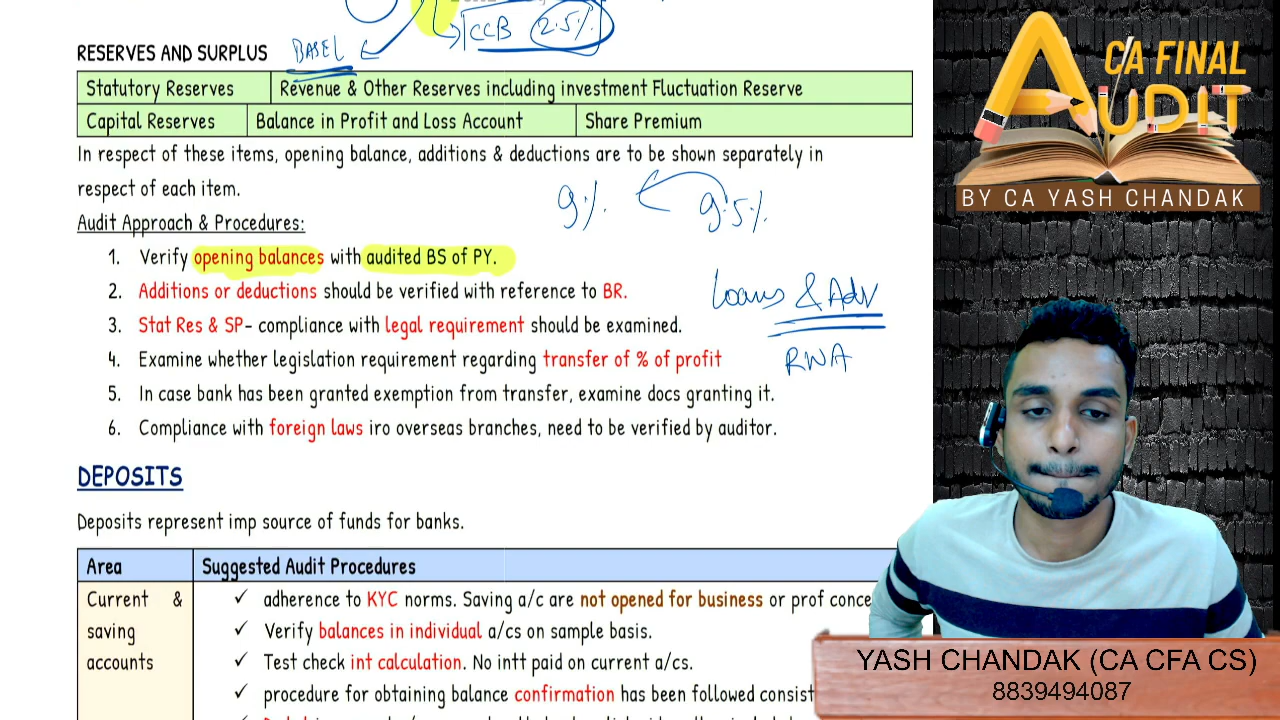 CCB 2.5%
RESERVES AND SURPLUS BASEL
Statutory Reserves Revenue & Other Reserves including investment Fluctuation Reserve
Capital Reserves Balance in Profit and Loss Account Share Premium
In respect of these items, opening balance, additions & deductions are to be shown separately in
respect of each item.
9% 9.5%
Audit Approach & Procedures:
1. Verify opening balances with audited BS of PY.
2. Additions or deductions should be verified with reference to BR.
Loans & Adv
3. Stat Res & SP- compliance with legal requirement should be examined.
RWA
4. Examine whether legislation requirement regarding transfer of % of profit
5. In case bank has been granted exemption from transfer, examine docs granting it.
6. Compliance with foreign laws iro overseas branches, need to be verified by auditor.
DEPOSITS
Deposits represent imp source of funds for banks.
Area Suggested Audit Procedures
Current & saving accounts
✓ adherence to KYC norms. Saving a/c are not opened for business or prof conce
✓ Verify balances in individual a/cs on sample basis.
✓ Test check int calculation. No intt paid on current a/cs.
✓ procedure for obtaining balance confirmation has been followed consist
CA FINAL
AUDIT
BY CA YASH CHANDAK
YASH CHANDAK (CA CFA CS)
8839494087